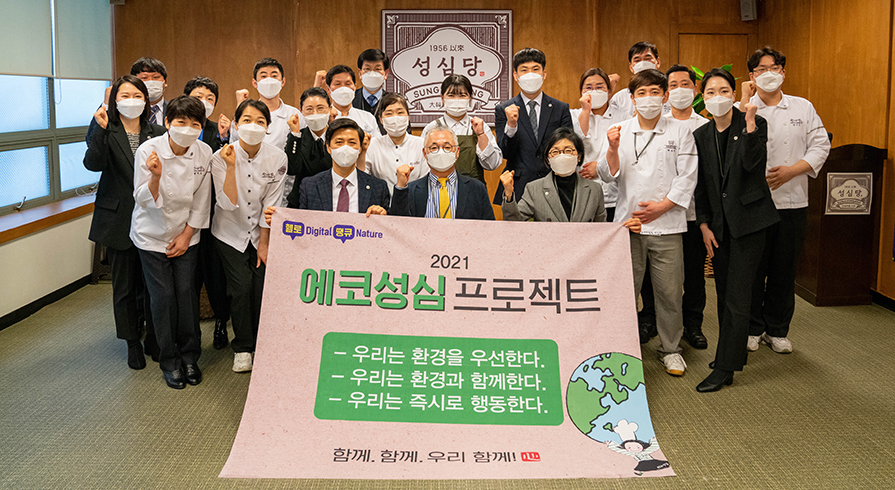 1956 以來
성심당
헬로 Digital 땡큐 Nature
2021
에코성심 프로젝트
- 우리는 환경을 우선한다.
- 우리는 환경과 함께한다.
- 우리는 즉시로 행동한다.
함께. 함께. 우리 함께!